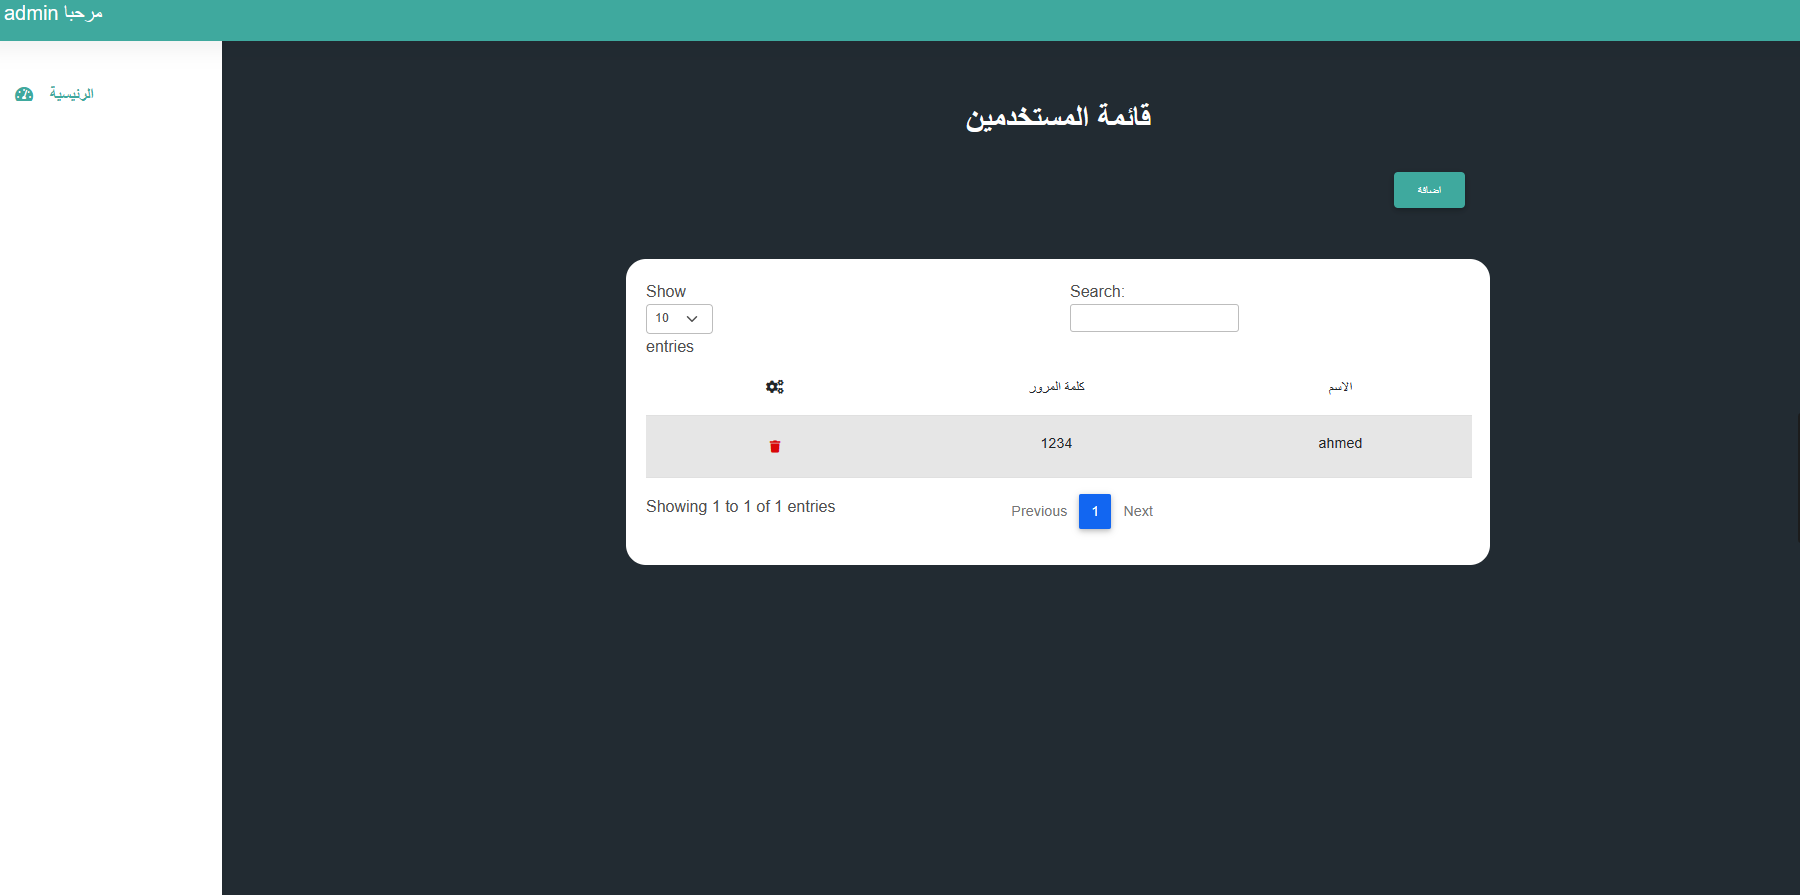 مرحبا admin
الرئيسية
قائمة المستخدمين
اضافة
Show
10
entries
Search:
كلمة المرور
الاسم
1234
ahmed
Showing 1 to 1 of 1 entries
Previous 1 Next